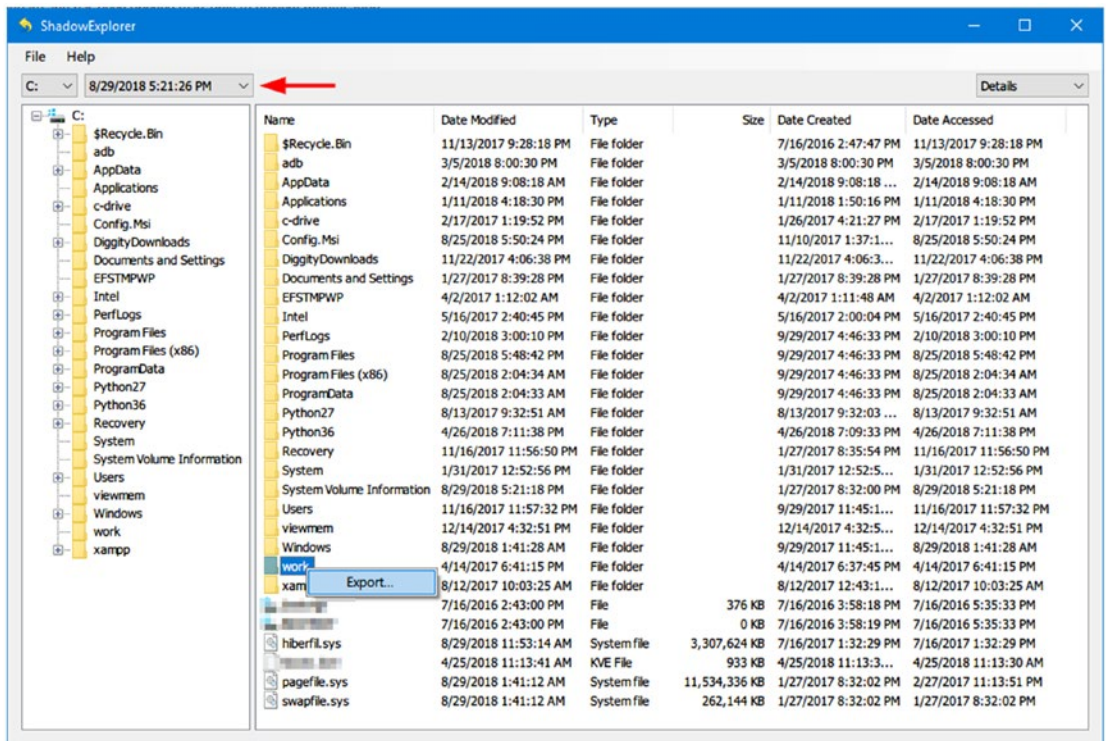 ShadowExplorer
File Help
C: 8/29/2018 5:21:26 PM Details
C:
$Recycle.Bin
adb
AppData
Applications
c-drive
Config.Msi
DiggityDownloads
Documents and Settings
EFSTMPWP
Intel
PerfLogs
Program Files
Program Files (x86)
ProgramData
Python27
Python36
Recovery
System
System Volume Information
Users
viewmem
Windows
work
xampp
Name Date Modified Type Size Date Created Date Accessed
$Recycle.Bin 11/13/2017 9:28:18 PM File folder 7/16/2016 2:47:47 PM 11/13/2017 9:28:18 PM
adb 3/5/2018 8:00:30 PM File folder 3/5/2018 8:00:30 PM 3/5/2018 8:00:30 PM
AppData 2/14/2018 9:08:18 AM File folder 2/14/2018 9:08:18 ... 2/14/2018 9:08:18 AM
Applications 1/11/2018 4:18:30 PM File folder 1/11/2018 1:50:16 PM 1/11/2018 4:18:30 PM
c-drive 2/17/2017 1:19:52 PM File folder 1/26/2017 4:21:27 PM 2/17/2017 1:19:52 PM
Config.Msi 8/25/2018 5:50:24 PM File folder 11/10/2017 1:37:1... 8/25/2018 5:50:24 PM
DiggityDownloads 11/22/2017 4:06:38 PM File folder 11/22/2017 4:06:3... 11/22/2017 4:06:38 PM
Documents and Settings 1/27/2017 8:39:28 PM File folder 1/27/2017 8:39:28 PM 1/27/2017 8:39:28 PM
EFSTMPWP 4/2/2017 1:12:02 AM File folder 4/2/2017 1:11:48 AM 4/2/2017 1:12:02 AM
Intel 5/16/2017 2:40:45 PM File folder 5/16/2017 2:00:04 PM 5/16/2017 2:40:45 PM
PerfLogs 2/10/2018 3:00:10 PM File folder 9/29/2017 4:46:33 PM 2/10/2018 3:00:10 PM
Program Files 8/25/2018 5:48:42 PM File folder 9/29/2017 4:46:33 PM 8/25/2018 5:48:42 PM
Program Files (x86) 8/25/2018 2:04:34 AM File folder 9/29/2017 4:46:33 PM 8/25/2018 2:04:34 AM
ProgramData 8/25/2018 2:04:33 AM File folder 9/29/2017 4:46:33 PM 8/25/2018 2:04:33 AM
Python27 8/13/2017 9:32:51 AM File folder 8/13/2017 9:32:03 ... 8/13/2017 9:32:51 AM
Python36 4/26/2018 7:11:38 PM File folder 4/26/2018 7:09:33 PM 4/26/2018 7:11:38 PM
Recovery 11/16/2017 11:56:50 PM File folder 1/27/2017 8:35:54 PM 11/16/2017 11:56:50 PM
System 1/31/2017 12:52:56 PM File folder 1/31/2017 12:52:5... 1/31/2017 12:52:56 PM
System Volume Information 8/29/2018 5:21:18 PM File folder 1/27/2017 8:32:00 PM 8/29/2018 5:21:18 PM
Users 11/16/2017 11:57:32 PM File folder 9/29/2017 11:45:1... 11/16/2017 11:57:32 PM
viewmem 12/14/2017 4:32:51 PM File folder 12/14/2017 4:32:5... 12/14/2017 4:32:51 PM
Windows 8/29/2018 1:41:28 AM File folder 9/29/2017 11:45:1... 8/29/2018 1:41:28 AM
work 4/14/2017 6:41:15 PM File folder 4/14/2017 6:37:45 PM 4/14/2017 6:41:15 PM
xam 8/12/2017 10:03:25 AM File folder 8/12/2017 12:43:1... 8/12/2017 10:03:25 AM
Export...
7/16/2016 2:43:00 PM File 376 KB 7/16/2016 3:58:18 PM 7/16/2016 5:35:33 PM
7/16/2016 2:43:00 PM File 0 KB 7/16/2016 3:58:19 PM 7/16/2016 5:35:33 PM
hiberfil.sys 8/29/2018 11:53:14 AM System file 3,307,624 KB 7/16/2017 1:32:29 PM 7/16/2017 1:32:29 PM
4/25/2018 11:13:41 AM KVE File 933 KB 4/25/2018 11:13:3... 4/25/2018 11:13:30 AM
pagefile.sys 8/29/2018 1:41:12 AM System file 11,534,336 KB 1/27/2017 8:32:02 PM 2/27/2017 11:13:51 PM
swapfile.sys 8/29/2018 1:41:12 AM System file 262,144 KB 1/27/2017 8:32:02 PM 1/27/2017 8:32:02 PM